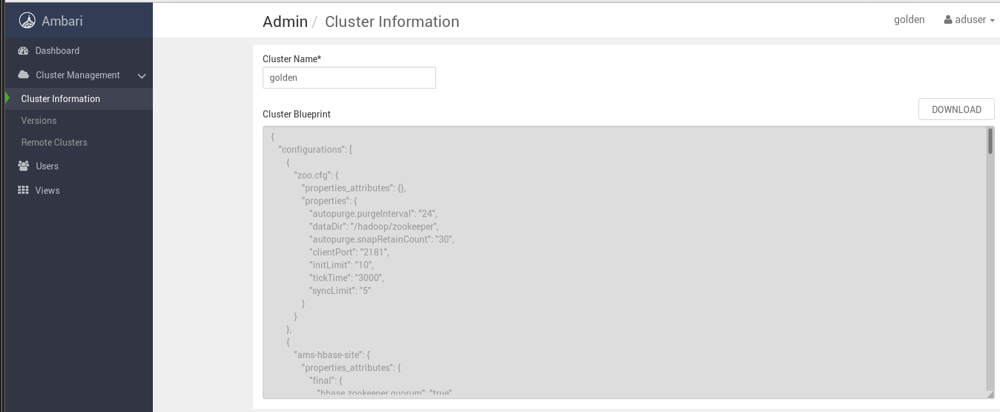 Ambari
Admin / Cluster Information
golden
aduser
Dashboard
Cluster Management
Cluster Information
Versions
Remote Clusters
Users
Views
Cluster Name*
golden
Cluster Blueprint
DOWNLOAD
{
"configurations": [
{
"zoo.cfg": {
"properties_attributes": {},
"properties": {
"autopurge.purgeInterval": "24",
"dataDir": "/hadoop/zookeeper",
"autopurge.snapRetainCount": "30",
"clientPort": "2181",
"initLimit": "10",
"tickTime": "3000",
"syncLimit": "5"
}
}
},
{
"ams-hbase-site": {
"properties_attributes": {
"final": {
"hbase.zookeeper.quorum": "true"